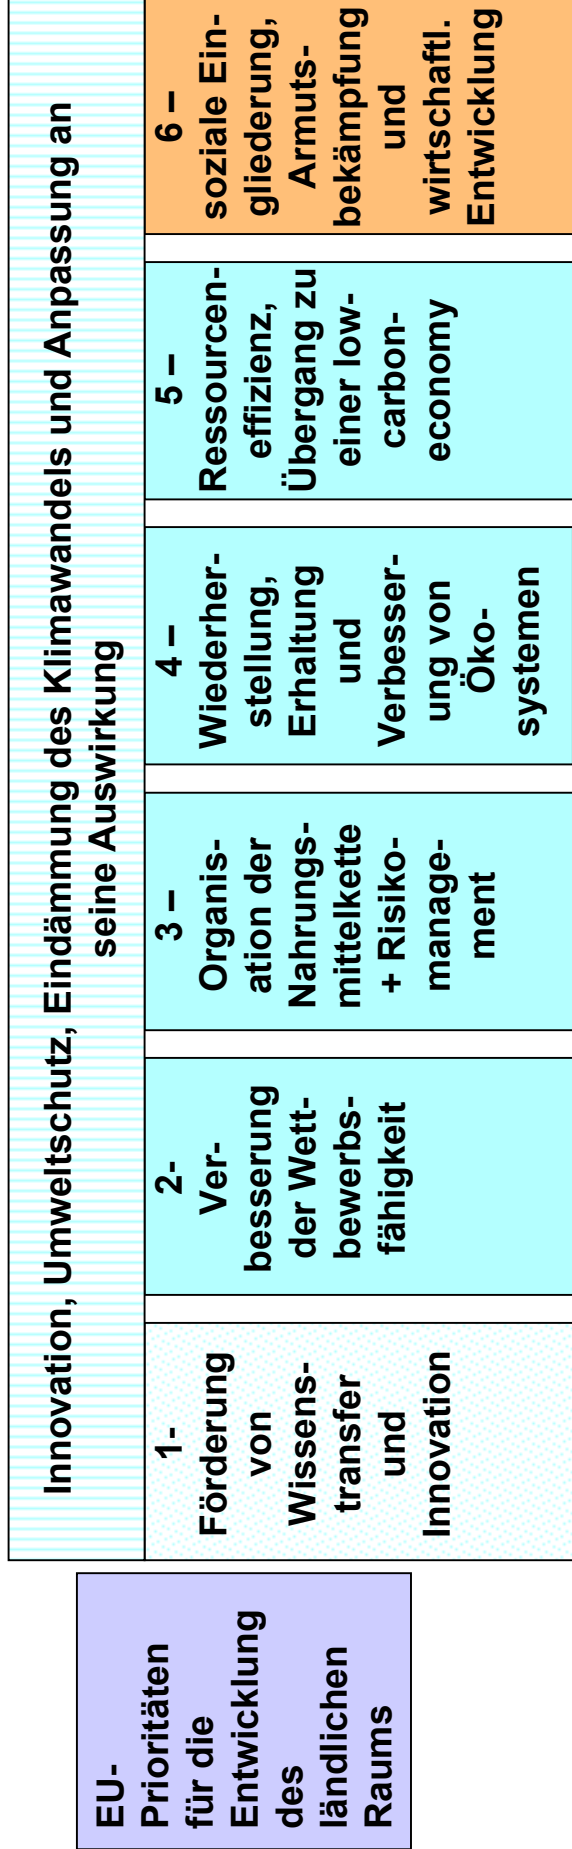 EU-
Prioritäten
für die
Entwicklung
des
ländlichen
Raums
Innovation, Umweltschutz, Eindämmung des Klimawandels und Anpassung an
seine Auswirkung
1-
Förderung
von
Wissens-
transfer
und
Innovation
2-
Ver-
besserung
der Wett-
bewerbs-
fähigkeit
3 –
Organis-
ation der
Nahrungs-
mittelkette
+ Risiko-
manage-
ment
4 –
Wiederher-
stellung,
Erhaltung
und
Verbesser-
ung von
Öko-
systemen
5 –
Ressourcen-
effizienz,
Übergang zu
einer low-
carbon-
economy
6 –
soziale Ein-
gliederung,
Armuts-
bekämpfung
und
wirtschaftl.
Entwicklung